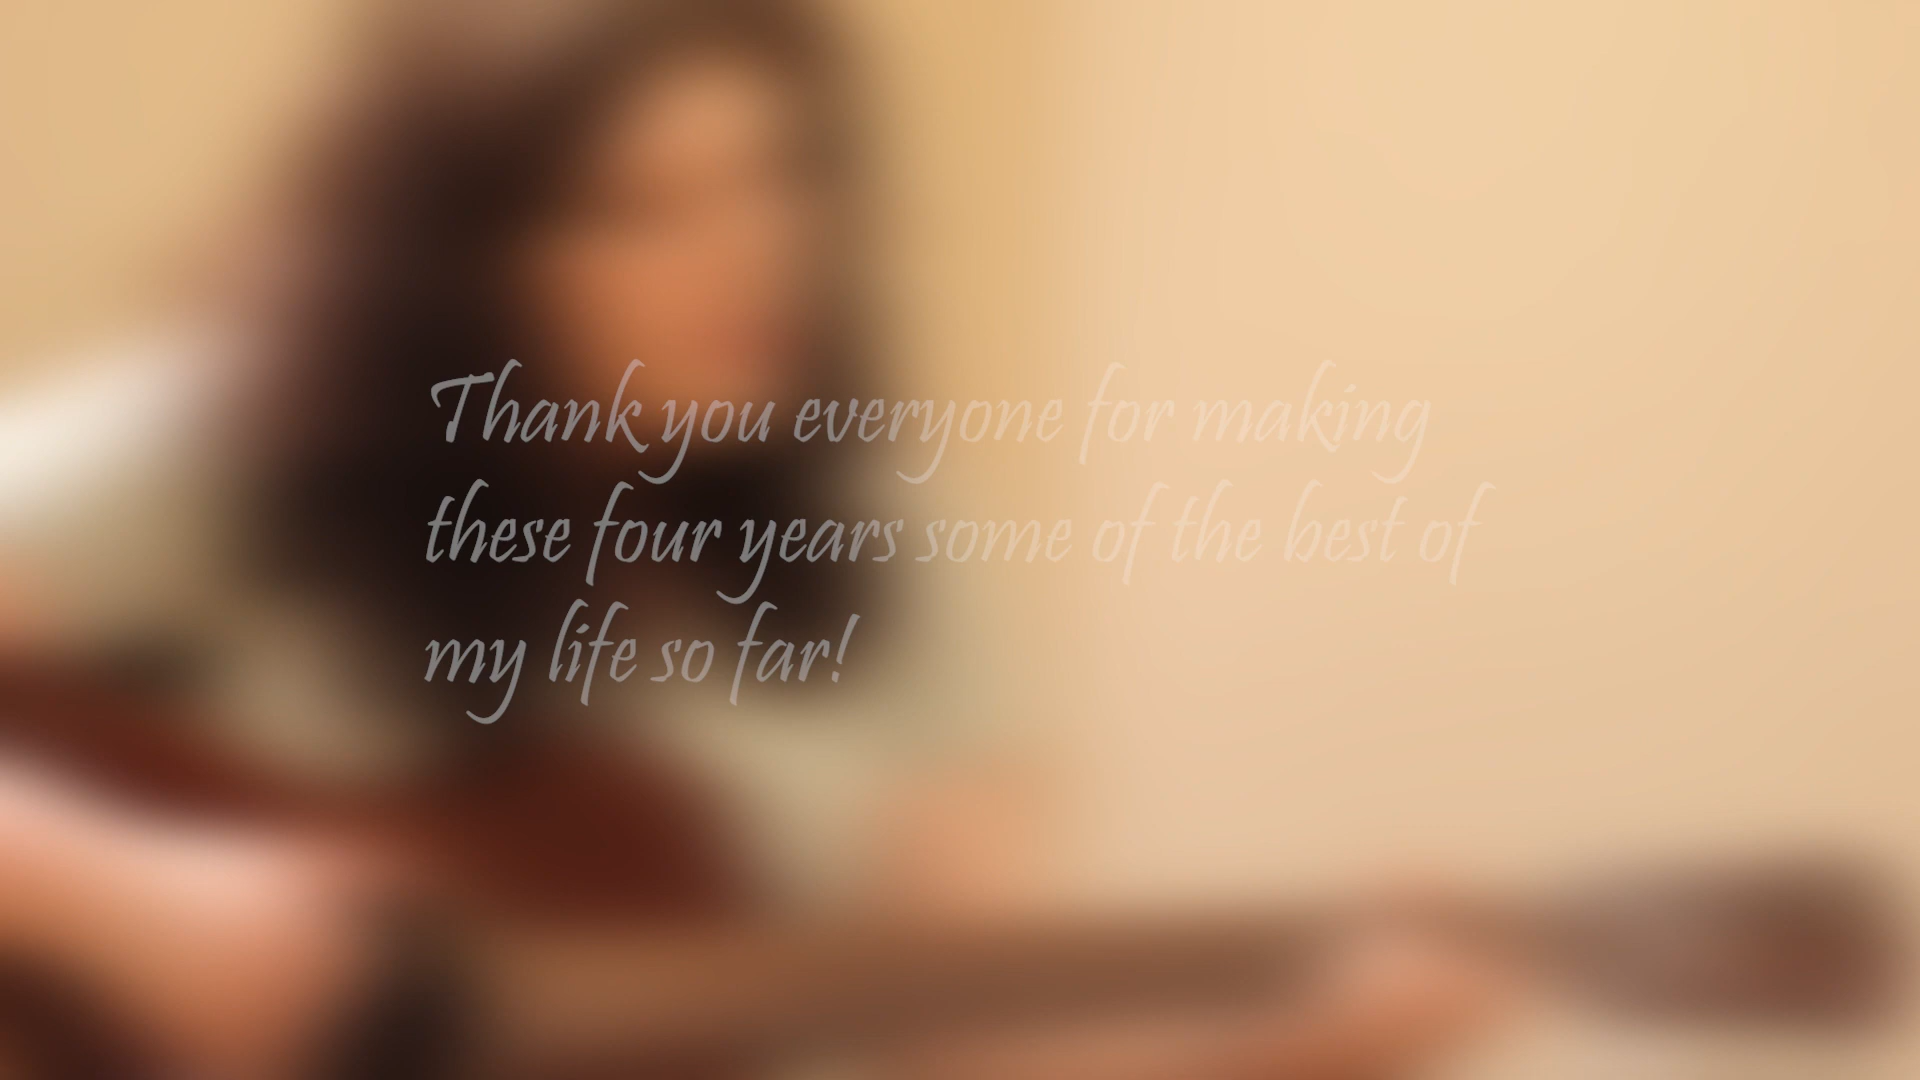 Thank you everyone for making
these four years some of the best of
my life so far!